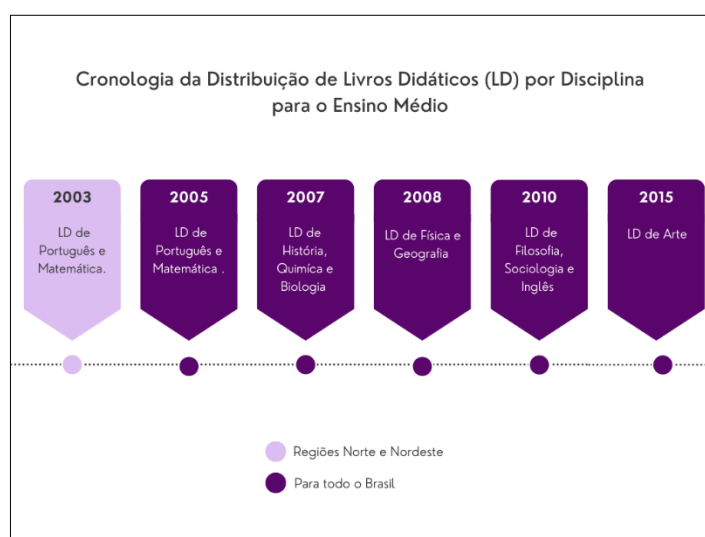 Cronologia da Distribuição de Livros Didáticos (LD) por Disciplina
para o Ensino Médio
2003
LD de
Português e
Matemática.
2005
LD de
Português e
Matemática .
2007
LD de
História,
Quimíca e
Biologia
2008
LD de Física e
Geografia
2010
LD de
Filosofia,
Sociologia e
Inglês
2015
LD de Arte
Regiões Norte e Nordeste
Para todo o Brasil